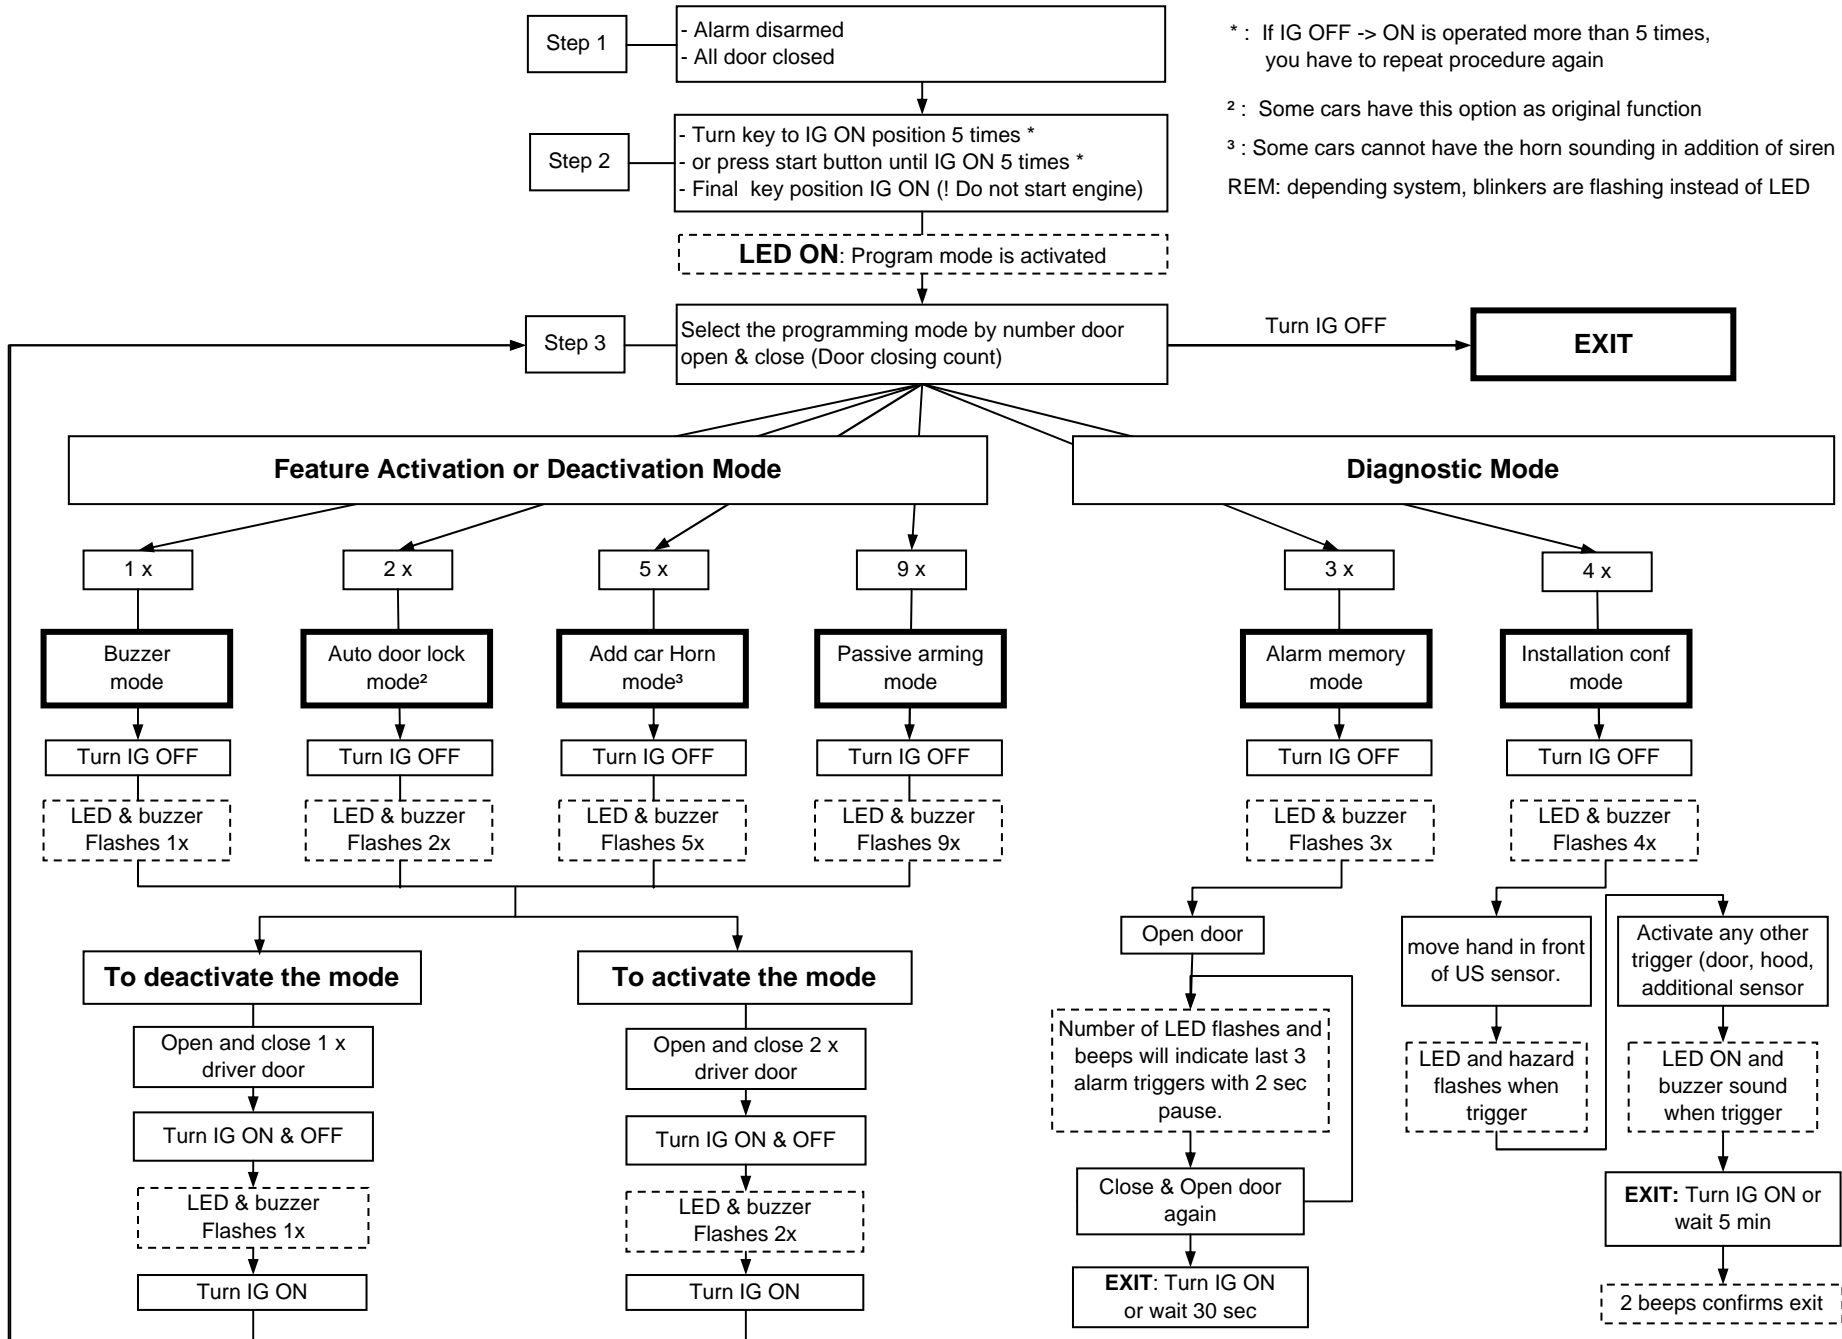 Step 1
- Alarm disarmed
- All door closed
* : If IG OFF -> ON is operated more than 5 times,
you have to repeat procedure again
² : Some cars have this option as original function
³ : Some cars cannot have the horn sounding in addition of siren
REM: depending system, blinkers are flashing instead of LED
Step 2
- Turn key to IG ON position 5 times *
- or press start button until IG ON 5 times *
- Final key position IG ON (! Do not start engine)
LED ON: Program mode is activated
Step 3
Select the programming mode by number door
open & close (Door closing count)
Turn IG OFF
EXIT
Feature Activation or Deactivation Mode
Diagnostic Mode
1 x
2 x
5 x
9 x
3 x
4 x
Buzzer
mode
Auto door lock
mode²
Add car Horn
mode³
Passive arming
mode
Alarm memory
mode
Installation conf
mode
Turn IG OFF
Turn IG OFF
Turn IG OFF
Turn IG OFF
Turn IG OFF
Turn IG OFF
LED & buzzer
Flashes 1x
LED & buzzer
Flashes 2x
LED & buzzer
Flashes 5x
LED & buzzer
Flashes 9x
LED & buzzer
Flashes 3x
LED & buzzer
Flashes 4x
To deactivate the mode
Open and close 1 x
driver door
Turn IG ON & OFF
LED & buzzer
Flashes 1x
Turn IG ON
To activate the mode
Open and close 2 x
driver door
Turn IG ON & OFF
LED & buzzer
Flashes 2x
Turn IG ON
Open door
Number of LED flashes and
beeps will indicate last 3
alarm triggers with 2 sec
pause.
Close & Open door
again
EXIT: Turn IG ON
or wait 30 sec
move hand in front
of US sensor.
LED and hazard
flashes when
trigger
Activate any other
trigger (door, hood,
additional sensor
LED ON and
buzzer sound
when trigger
EXIT: Turn IG ON or
wait 5 min
2 beeps confirms exit